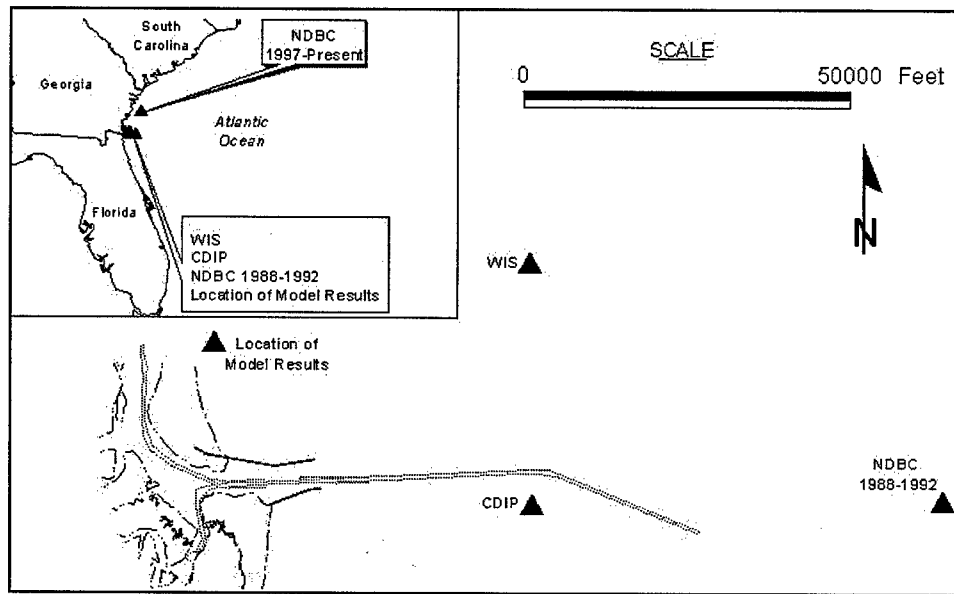 South
Carolina
NDBC
1997-Present
Georgia
Atlantic
Ocean
Florida
WIS
CDIP
NDBC 1988-1992
Location of Model Results
SCALE
0 50000 Feet
N
WIS
Location of
Model Results
CDIP
NDBC
1988-1992